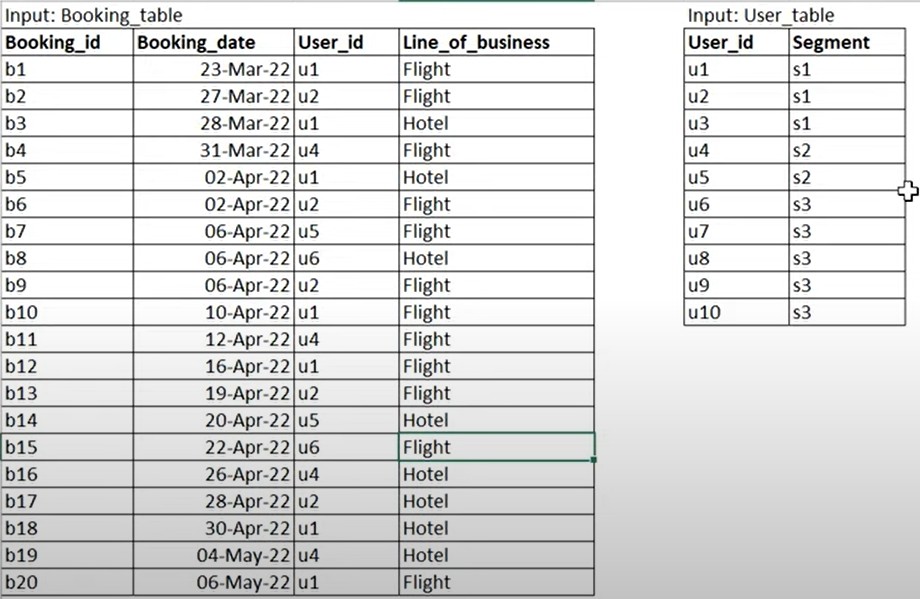 Input: Booking_table
Booking_id Booking_date User_id Line_of_business
b1 23-Mar-22 u1 Flight
b2 27-Mar-22 u2 Flight
b3 28-Mar-22 u1 Hotel
b4 31-Mar-22 u4 Flight
b5 02-Apr-22 u1 Hotel
b6 02-Apr-22 u2 Flight
b7 06-Apr-22 u5 Flight
b8 06-Apr-22 u6 Hotel
b9 06-Apr-22 u2 Flight
b10 10-Apr-22 u1 Flight
b11 12-Apr-22 u4 Flight
b12 16-Apr-22 u1 Flight
b13 19-Apr-22 u2 Flight
b14 20-Apr-22 u5 Hotel
b15 22-Apr-22 u6 Flight
b16 26-Apr-22 u4 Hotel
b17 28-Apr-22 u2 Hotel
b18 30-Apr-22 u1 Hotel
b19 04-May-22 u4 Hotel
b20 06-May-22 u1 Flight
Input: User_table
User_id Segment
u1 s1
u2 s1
u3 s1
u4 s2
u5 s2
u6 s3
u7 s3
u8 s3
u9 s3
u10 s3